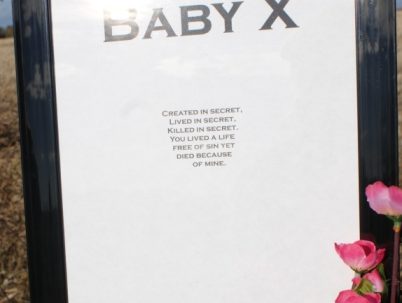 BABY X
CREATED IN SECRET,
LIVED IN SECRET,
KILLED IN SECRET.
YOU LIVED A LIFE
FREE OF SIN YET
DIED BECAUSE
OF MINE.